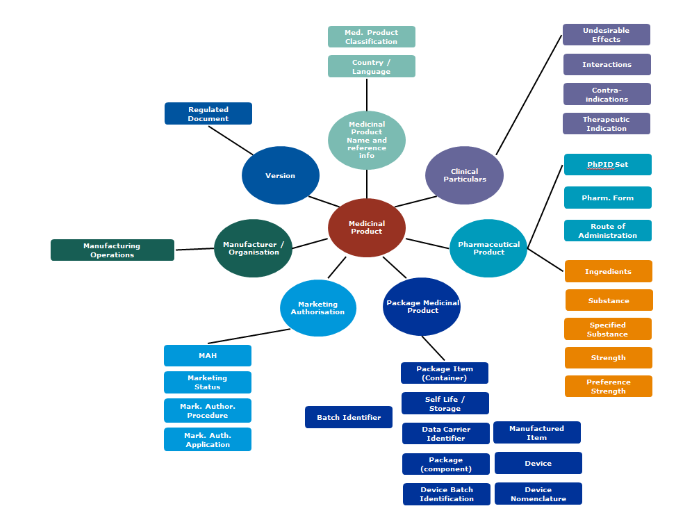 Med. Product
Classification
Country /
Language
Medicinal
Product
Name and
reference
info
Regulated
Document
Version
Clinical
Particulars
Undesirable
Effects
Interactions
Contra-
indications
Therapeutic
Indication
Medicinal
Product
Manufacturer /
Organisation
Manufacturing
Operations
Pharmaceutical
Product
PhPID Set
Pharm. Form
Route of
Administration
Ingredients
Substance
Specified
Substance
Strength
Preference
Strength
Marketing
Authorisation
MAH
Marketing
Status
Mark. Author.
Procedure
Mark. Auth.
Application
Package Medicinal
Product
Package Item
(Container)
Self Life /
Storage
Batch Identifier
Data Carrier
Identifier
Manufactured
Item
Package
(component)
Device
Device Batch
Identification
Device
Nomenclature